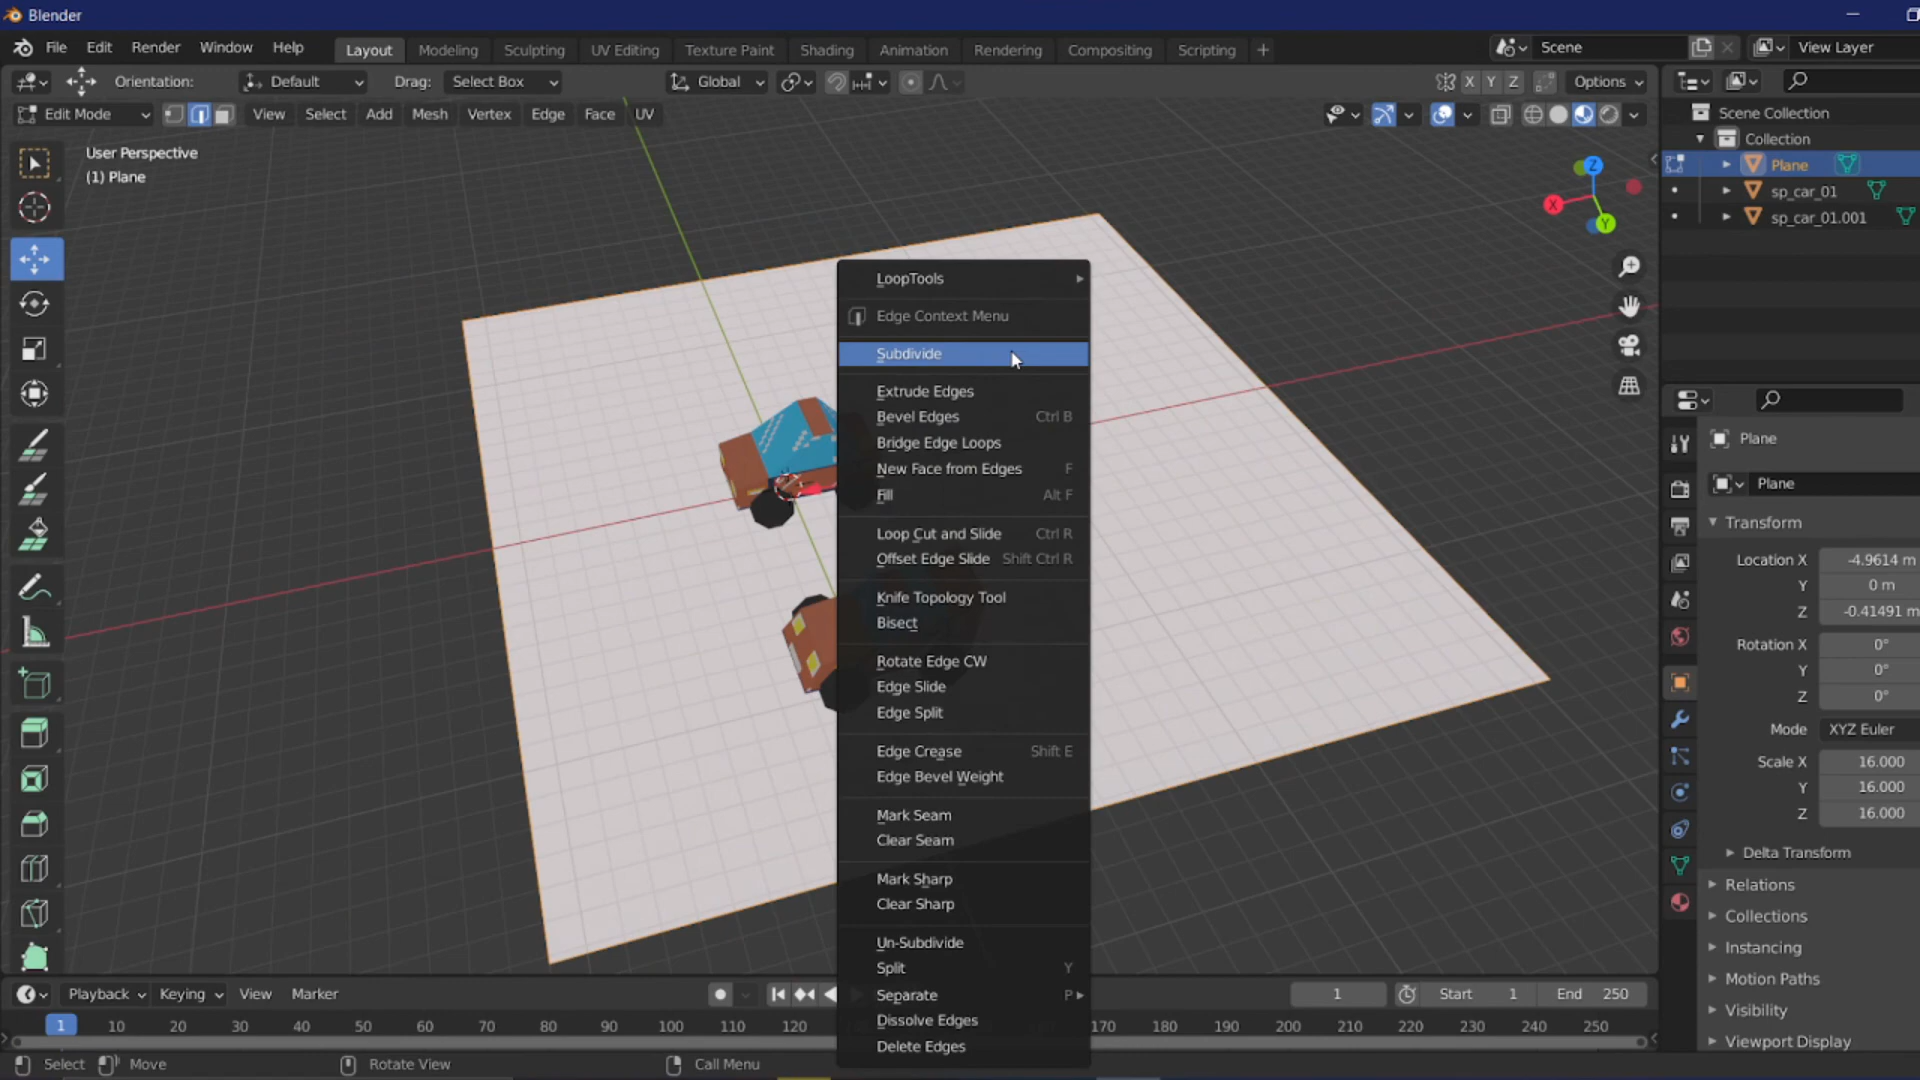 Blender
File Edit Render Window Help Layout Modeling Sculpting UV Editing Texture Paint Shading Animation Rendering Compositing Scripting + Scene View Layer
Orientation: Default Drag: Select Box Global X Y Z Options
Edit Mode View Select Add Mesh Vertex Edge Face UV
User Perspective
(1) Plane
Z
X
Y
Scene Collection
Collection
Plane
sp_car_01
sp_car_01.001
LoopTools
Edge Context Menu
Subdivide
Extrude Edges
Bevel Edges Ctrl B
Bridge Edge Loops
New Face from Edges F
Fill Alt F
Loop Cut and Slide Ctrl R
Offset Edge Slide Shift Ctrl R
Knife Topology Tool
Bisect
Rotate Edge CW
Edge Slide
Edge Split
Edge Crease Shift E
Edge Bevel Weight
Mark Seam
Clear Seam
Mark Sharp
Clear Sharp
Un-Subdivide
Split Y
Separate P
Dissolve Edges
Delete Edges
Plane
Plane
Transform
Location X -4.9614 m
Y 0 m
Z -0.41491 m
Rotation X 0°
Y 0°
Z 0°
Mode XYZ Euler
Scale X 16.000
Y 16.000
Z 16.000
Delta Transform
Relations
Collections
Instancing
Motion Paths
Visibility
Viewport Display
Playback Keying View Marker 1 Start 1 End 250
1 10 20 30 40 50 60 70 80 90 100 110 120 170 180 190 200 210 220 230 240 250
Select Move Rotate View Call Menu